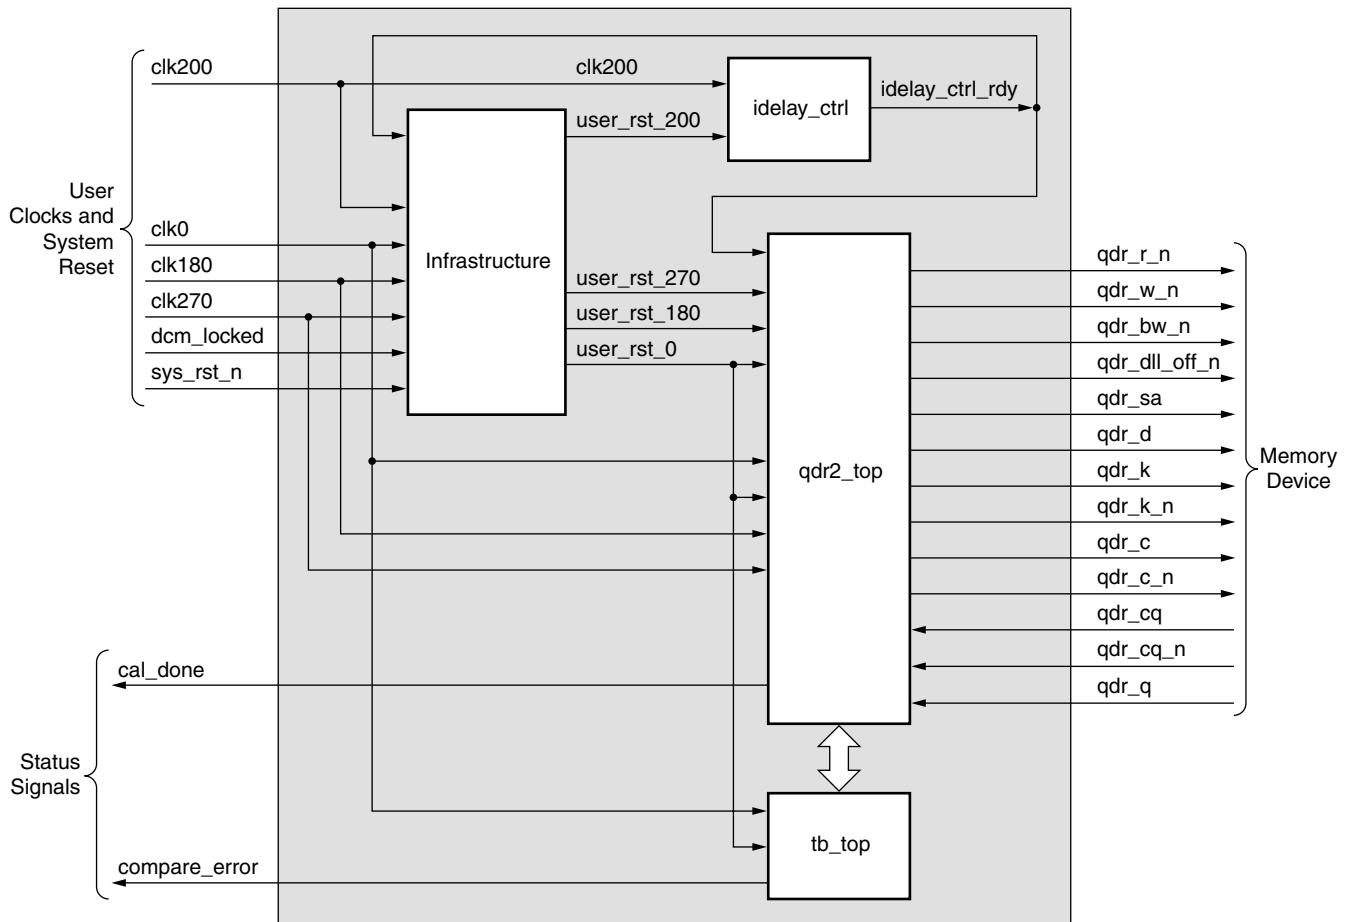 clk200
clk200
idelay_ctrl
idelay_ctrl_rdy
user_rst_200
User
Clocks and
System
Reset
clk0
clk180
clk270
dcm_locked
sys_rst_n
Infrastructure
user_rst_270
user_rst_180
user_rst_0
qdr2_top
qdr_r_n
qdr_w_n
qdr_bw_n
qdr_dll_off_n
qdr_sa
qdr_d
qdr_k
qdr_k_n
qdr_c
qdr_c_n
qdr_cq
qdr_cq_n
qdr_q
Memory
Device
cal_done
Status
Signals
compare_error
tb_top